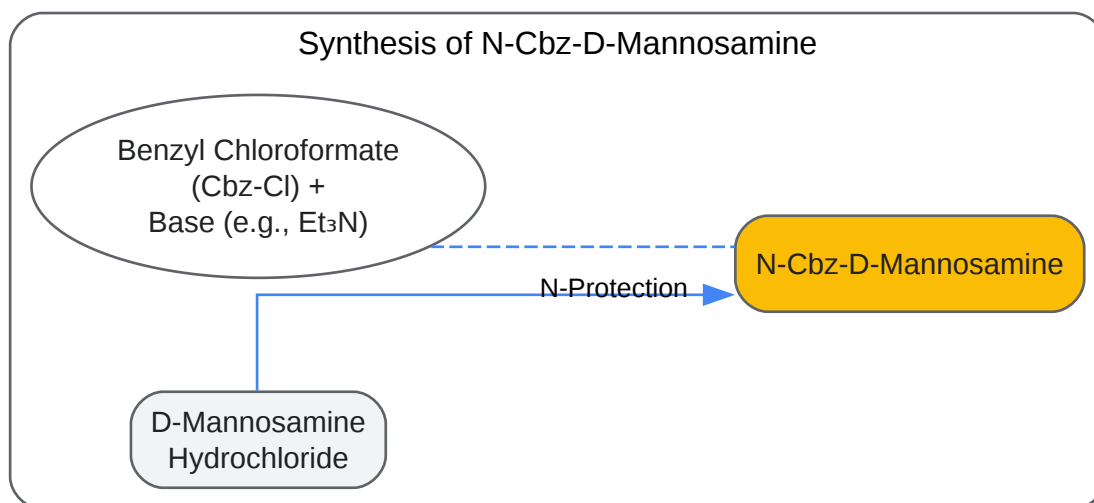 Synthesis of N-Cbz-D-Mannosamine
Benzyl Chloroformate
(Cbz-Cl) +
Base (e.g., Et₃N)
N-Cbz-D-Mannosamine
N-Protection
D-Mannosamine
Hydrochloride